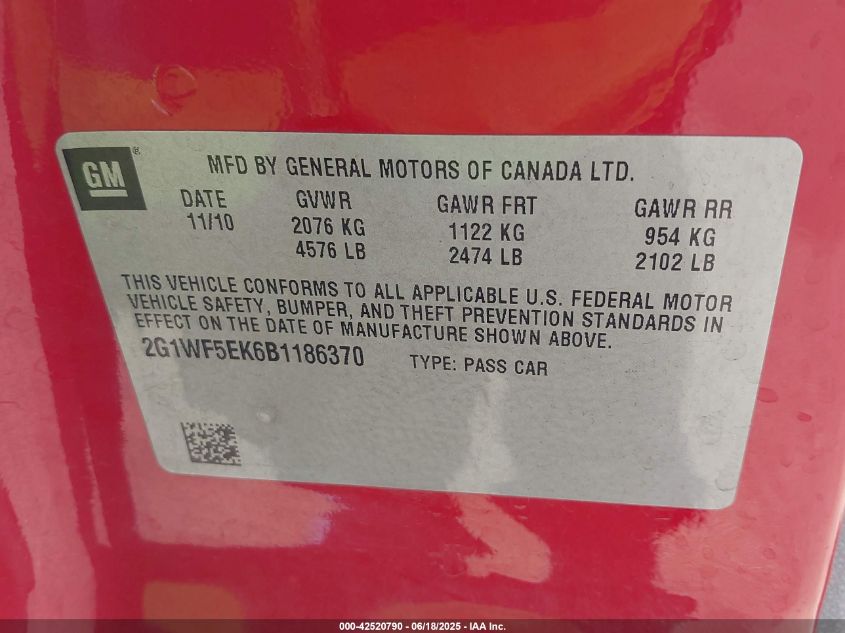 GM ®
MFD BY GENERAL MOTORS OF CANADA LTD.
DATE GVWR GAWR FRT GAWR RR
11/10 2076 KG 1122 KG 954 KG
4576 LB 2474 LB 2102 LB
THIS VEHICLE CONFORMS TO ALL APPLICABLE U.S. FEDERAL MOTOR
VEHICLE SAFETY, BUMPER, AND THEFT PREVENTION STANDARDS IN
EFFECT ON THE DATE OF MANUFACTURE SHOWN ABOVE.
2G1WF5EK6B1186370 TYPE: PASS CAR
000-42520790 - 06/18/2025 - IAA Inc.